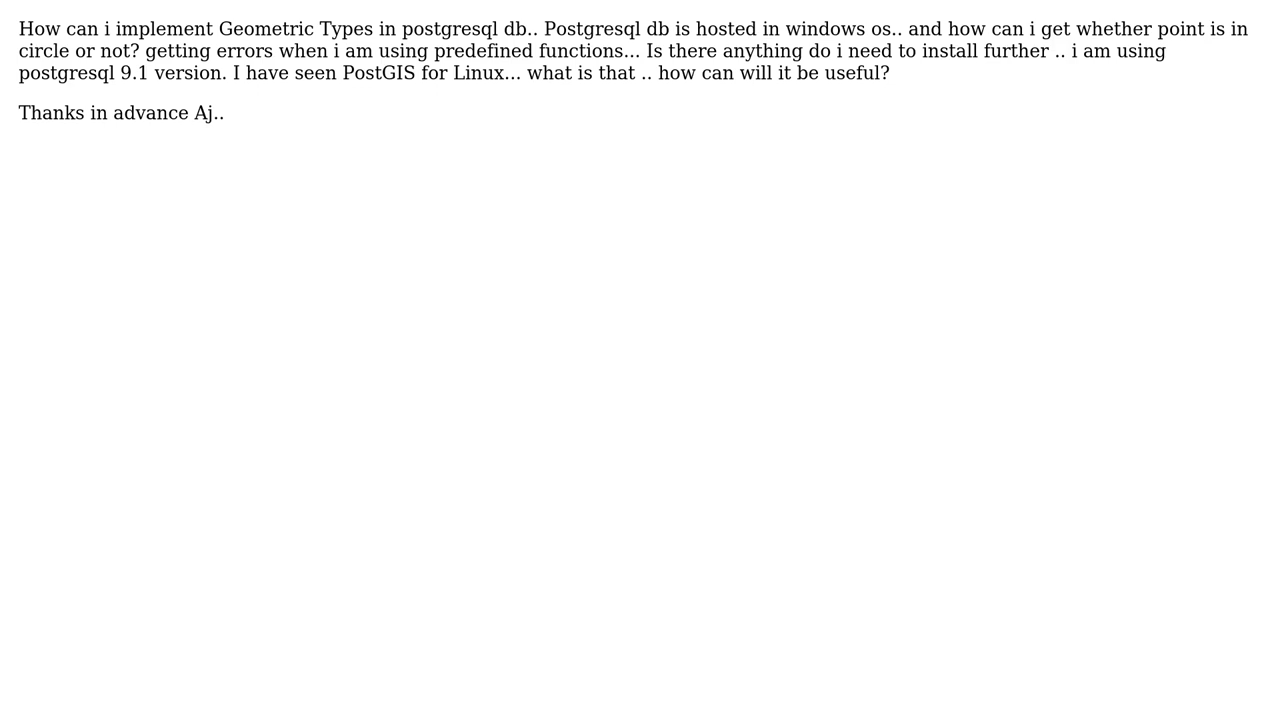 How can i implement Geometric Types in postgresql db.. Postgresql db is hosted in windows os.. and how can i get whether point is in
circle or not? getting errors when i am using predefined functions... Is there anything do i need to install further .. i am using
postgresql 9.1 version. I have seen PostGIS for Linux... what is that .. how can will it be useful?
Thanks in advance Aj..